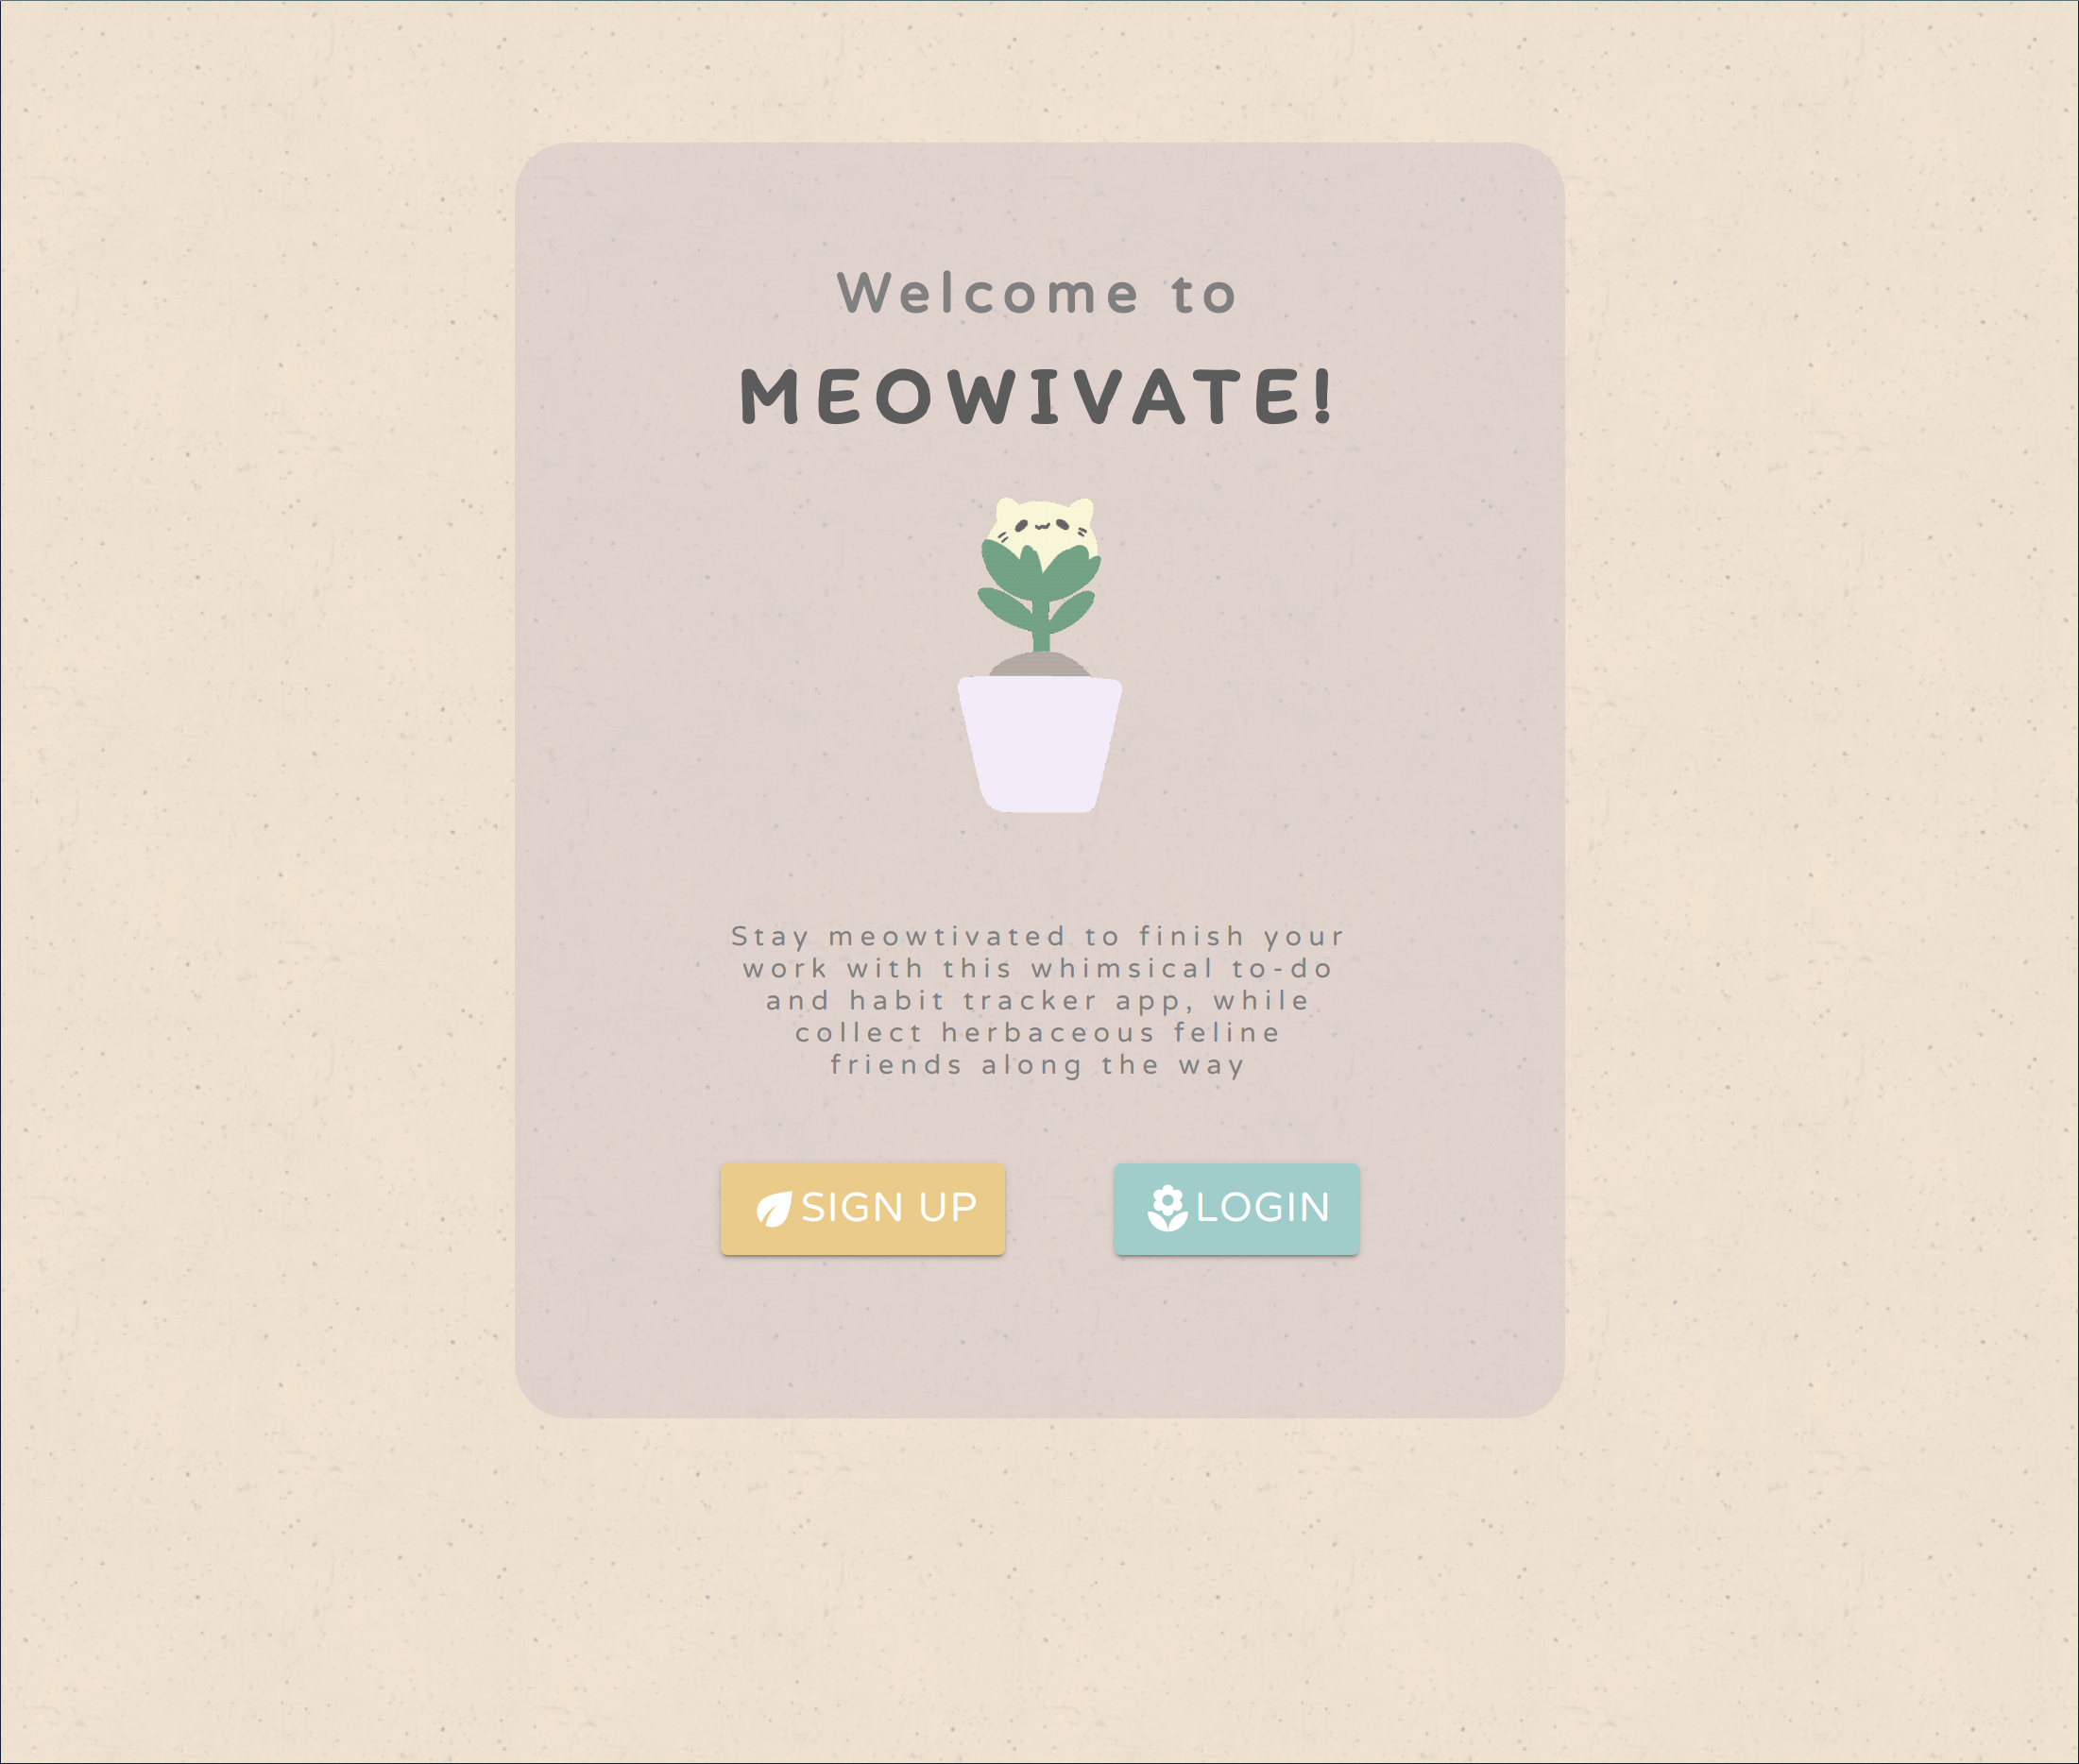 Welcome to
MEOWIVATE!
Stay meowtivated to finish your
work with this whimsical to-do
and habit tracker app, while
collect herbaceous feline
friends along the way
SIGN UP
LOGIN